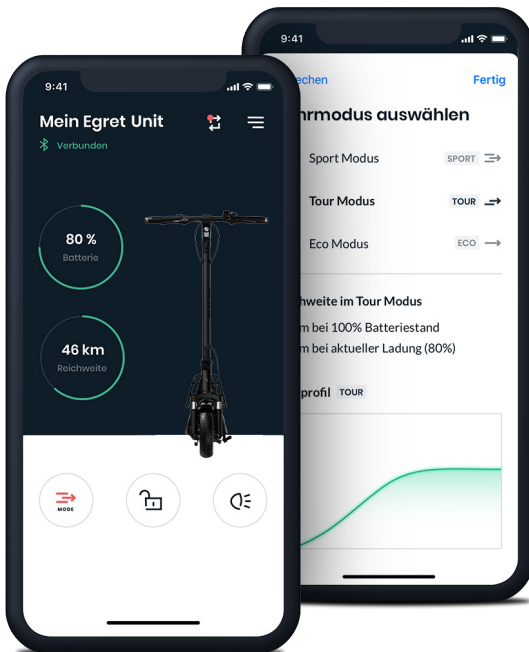 9:41
Mein Egret Unit
Verbunden
80 %
Batterie
46 km
Reichweite
MODE
9:41
echen
Fertig
hrmodus auswählen
Sport Modus
SPORT
Tour Modus
TOUR
Eco Modus
ECO
hweite im Tour Modus
m bei 100% Batteriestand
m bei aktueller Ladung (80%)
profil TOUR